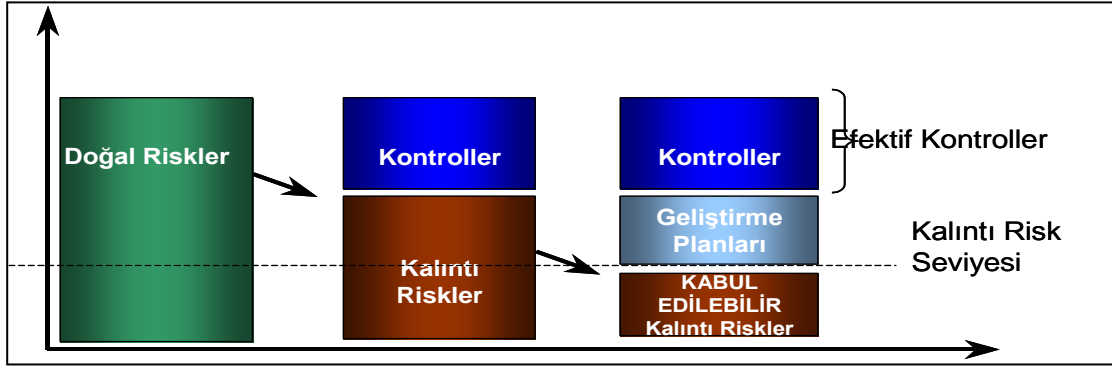 Doğal Riskler
Kontroller
Kalıntı
Riskler
Kontroller
Geliştirme
Planları
KABUL
EDİLEBİLİR
Kalıntı Riskler
Efektif Kontroller
Kalıntı Risk
Seviyesi